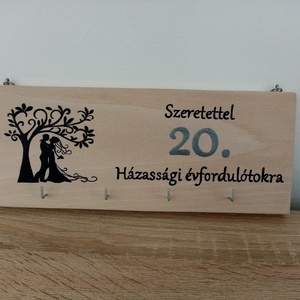 Szeretettel
20.
Házassági évfordulótokra